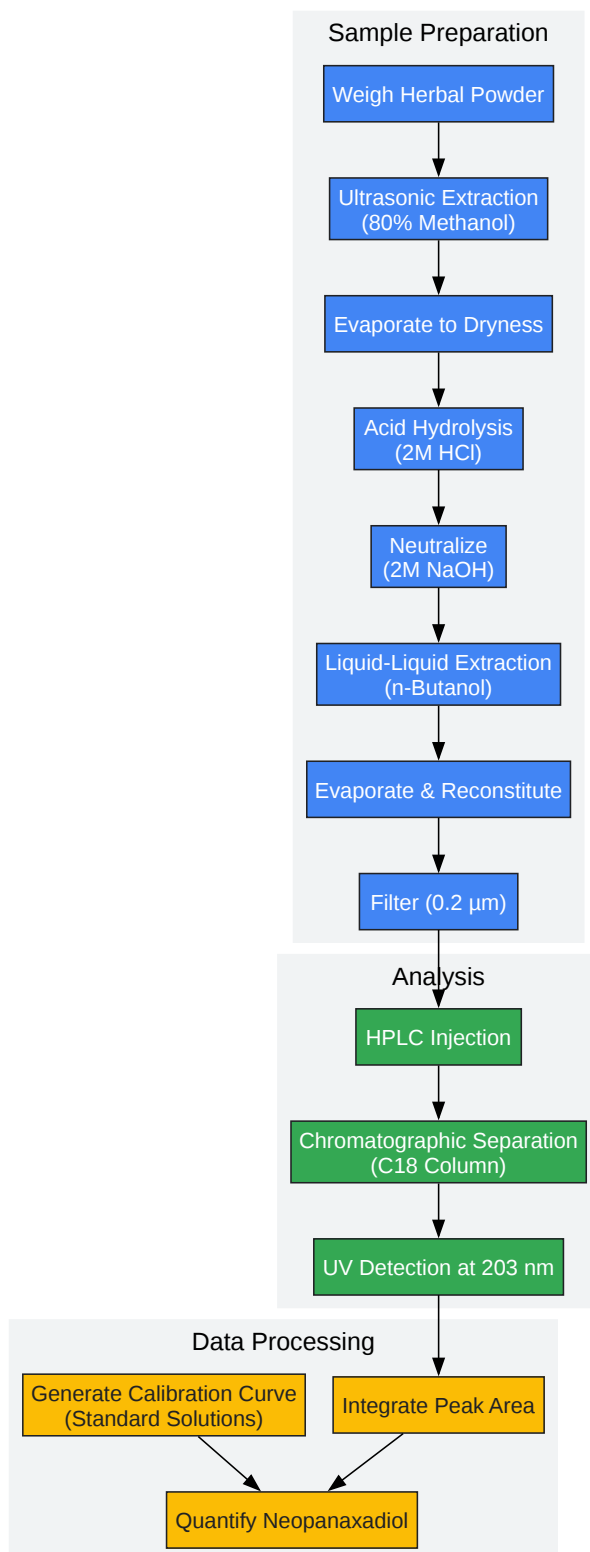 Sample Preparation
Weigh Herbal Powder
Ultrasonic Extraction
(80% Methanol)
Evaporate to Dryness
Acid Hydrolysis
(2M HCl)
Neutralize
(2M NaOH)
Liquid-Liquid Extraction
(n-Butanol)
Evaporate & Reconstitute
Filter (0.2 µm)
Analysis
HPLC Injection
Chromatographic Separation
(C18 Column)
UV Detection at 203 nm
Data Processing
Generate Calibration Curve
(Standard Solutions)
Integrate Peak Area
Quantify Neopanaxadiol